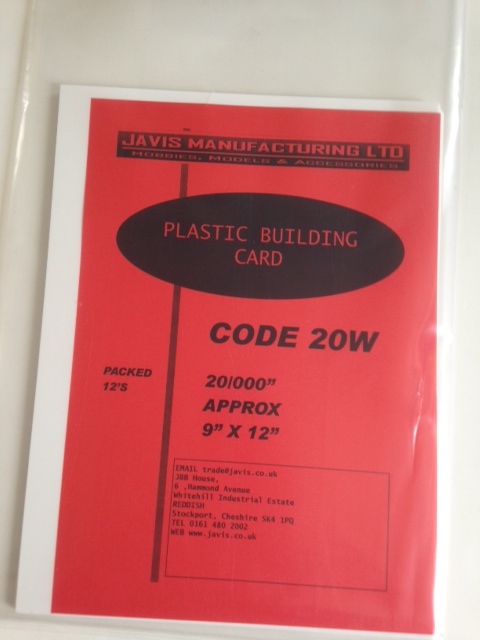 JAVIS MANUFACTURING LTD
HOBBIES, MODELS & ACCESSORIES
PLASTIC BUILDING
CARD
CODE 20W
PACKED
12'S
20/000"
APPROX
9" X 12"
EMAIL trade@javis.co.uk
JBB House,
6 ,Hammond Avenue
Whitehill Industrial Estate
REDDISH
Stockport, Cheshire SK4 1PQ
TEL 0161 480 2002
WEB www.javis.co.uk